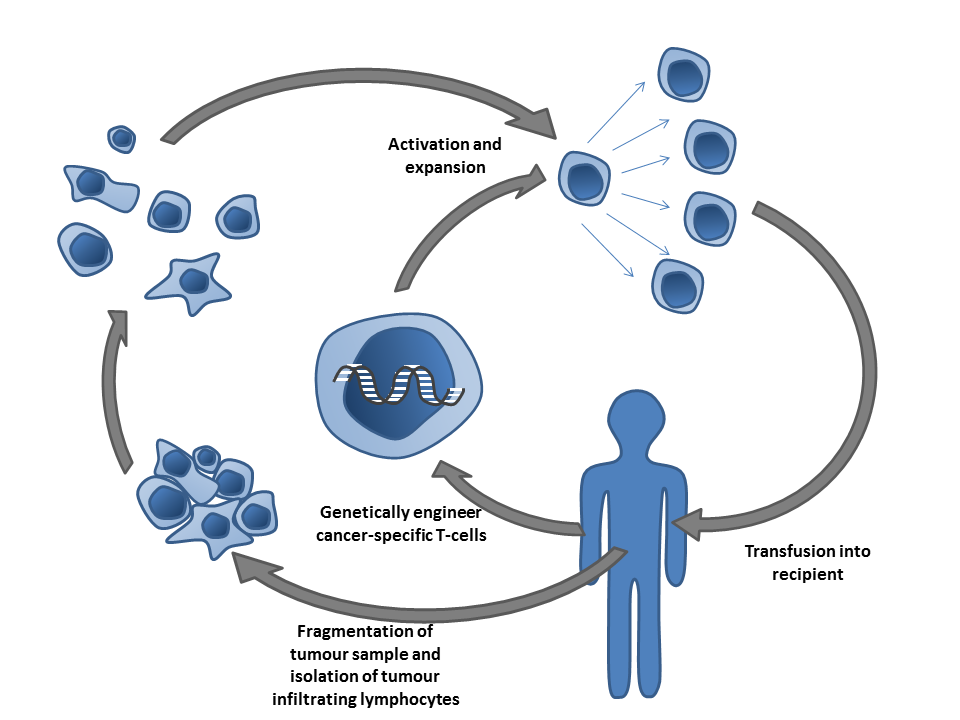 Activation and
expansion
Genetically engineer
cancer-specific T-cells
Transfusion into
recipient
Fragmentation of
tumour sample and
isolation of tumour
infiltrating lymphocytes